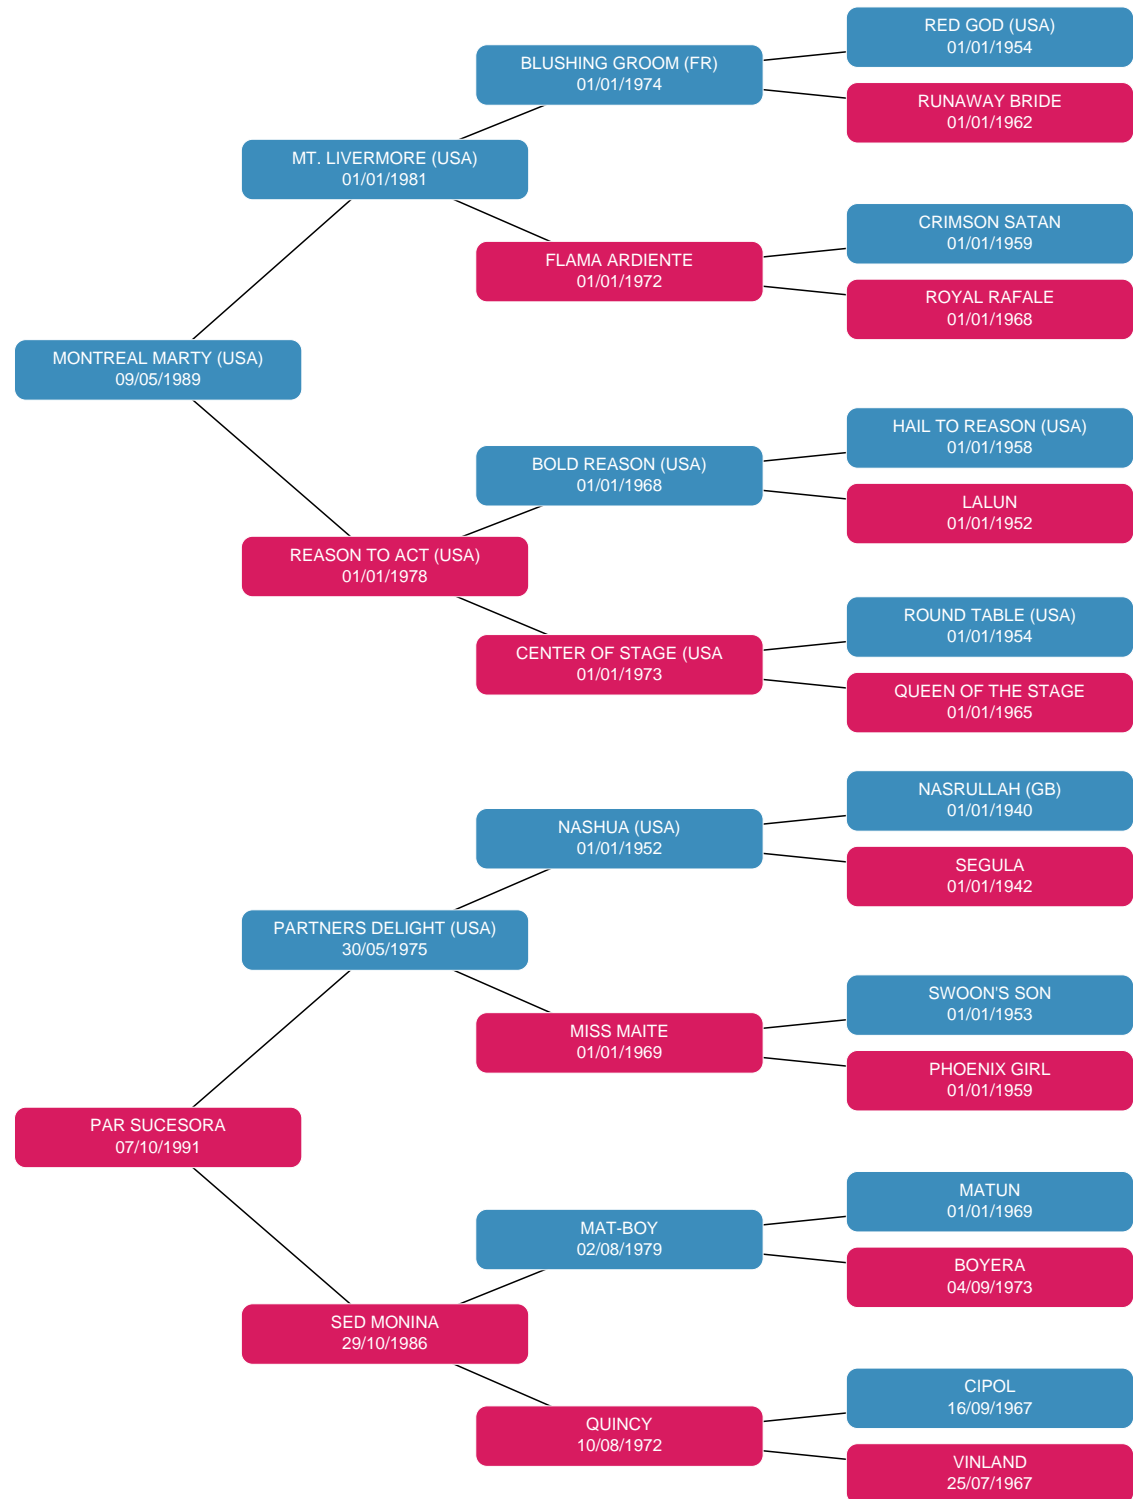 RED GOD (USA)
01/01/1954
BLUSHING GROOM (FR)
01/01/1974
RUNAWAY BRIDE
01/01/1962
MT. LIVERMORE (USA)
01/01/1981
CRIMSON SATAN
01/01/1959
FLAMA ARDIENTE
01/01/1972
ROYAL RAFALE
01/01/1968
MONTREAL MARTY (USA)
09/05/1989
HAIL TO REASON (USA)
01/01/1958
BOLD REASON (USA)
01/01/1968
LALUN
01/01/1952
REASON TO ACT (USA)
01/01/1978
ROUND TABLE (USA)
01/01/1954
CENTER OF STAGE (USA
01/01/1973
QUEEN OF THE STAGE
01/01/1965
NASRULLAH (GB)
01/01/1940
NASHUA (USA)
01/01/1952
SEGULA
01/01/1942
PARTNERS DELIGHT (USA)
30/05/1975
SWOON'S SON
01/01/1953
MISS MAITE
01/01/1969
PHOENIX GIRL
01/01/1959
PAR SUCESORA
07/10/1991
MATUN
01/01/1969
MAT-BOY
02/08/1979
BOYERA
04/09/1973
SED MONINA
29/10/1986
CIPOL
16/09/1967
QUINCY
10/08/1972
VINLAND
25/07/1967